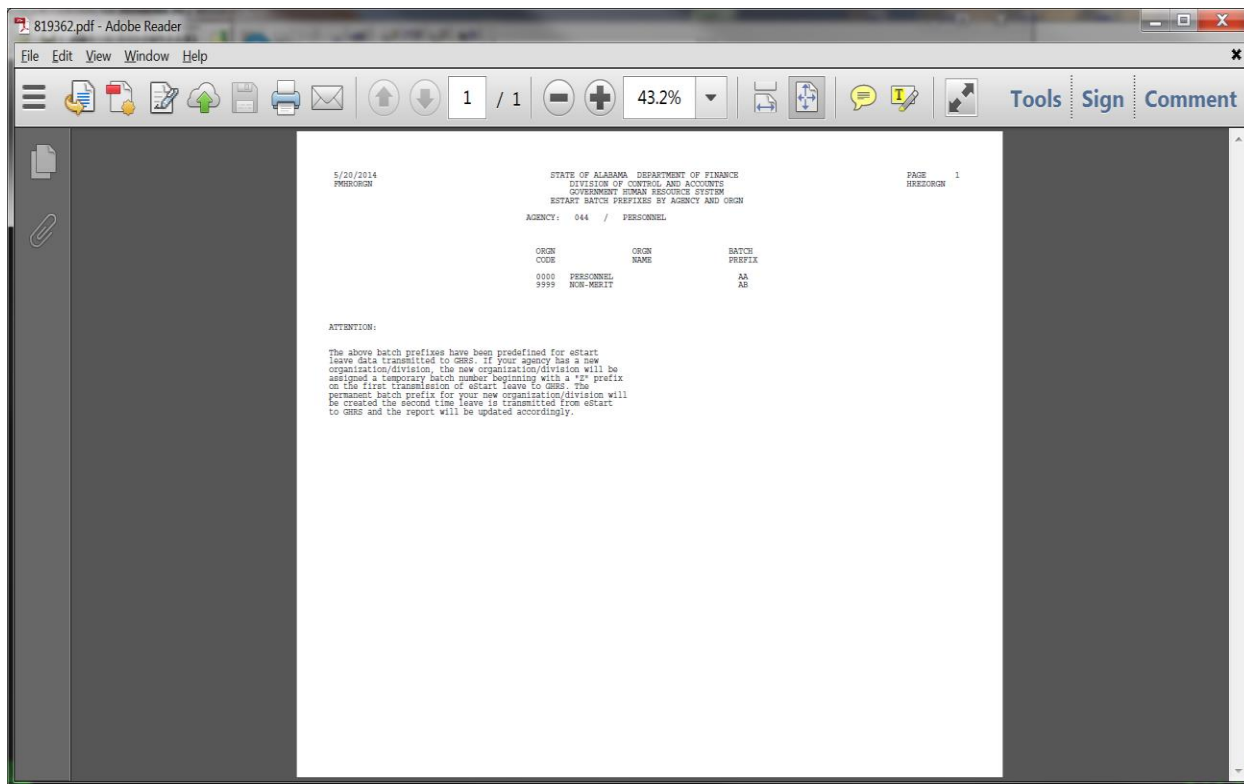 819362.pdf - Adobe Reader
File Edit View Window Help
1 / 1 43.2% Tools Sign Comment
5/20/2014 STATE OF ALABAMA DEPARTMENT OF FINANCE PAGE 1
FMHRORGN DIVISION OF CONTROL AND ACCOUNTS HREZORGN
GOVERNMENT HUMAN RESOURCE SYSTEM
ESTART BATCH PREFIXES BY AGENCY AND ORGN
AGENCY: 044 / PERSONNEL
ORGN ORGN BATCH
CODE NAME PREFIX
0000 PERSONNEL AA
9999 NON-MERIT AB
ATTENTION:
The above batch prefixes have been predefined for eStart
leave data transmitted to GHRS. If your agency has a new
organization/division, the new organization/division will be
assigned a temporary batch number beginning with a "Z" prefix
on the first transmission of eStart leave to GHRS. The
permanent batch prefix for your new organization/division will
be created the second time leave is transmitted from eStart
to GHRS and the report will be updated accordingly.